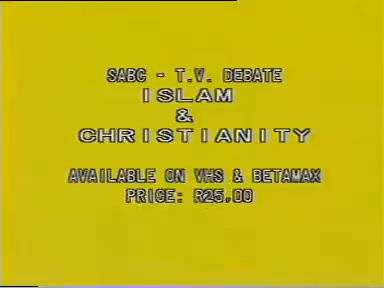 SABC - T.V. DEBATE
ISLAM
&
CHRISTIANITY
AVAILABLE ON VHS & BETAMAX
PRICE: R25,00